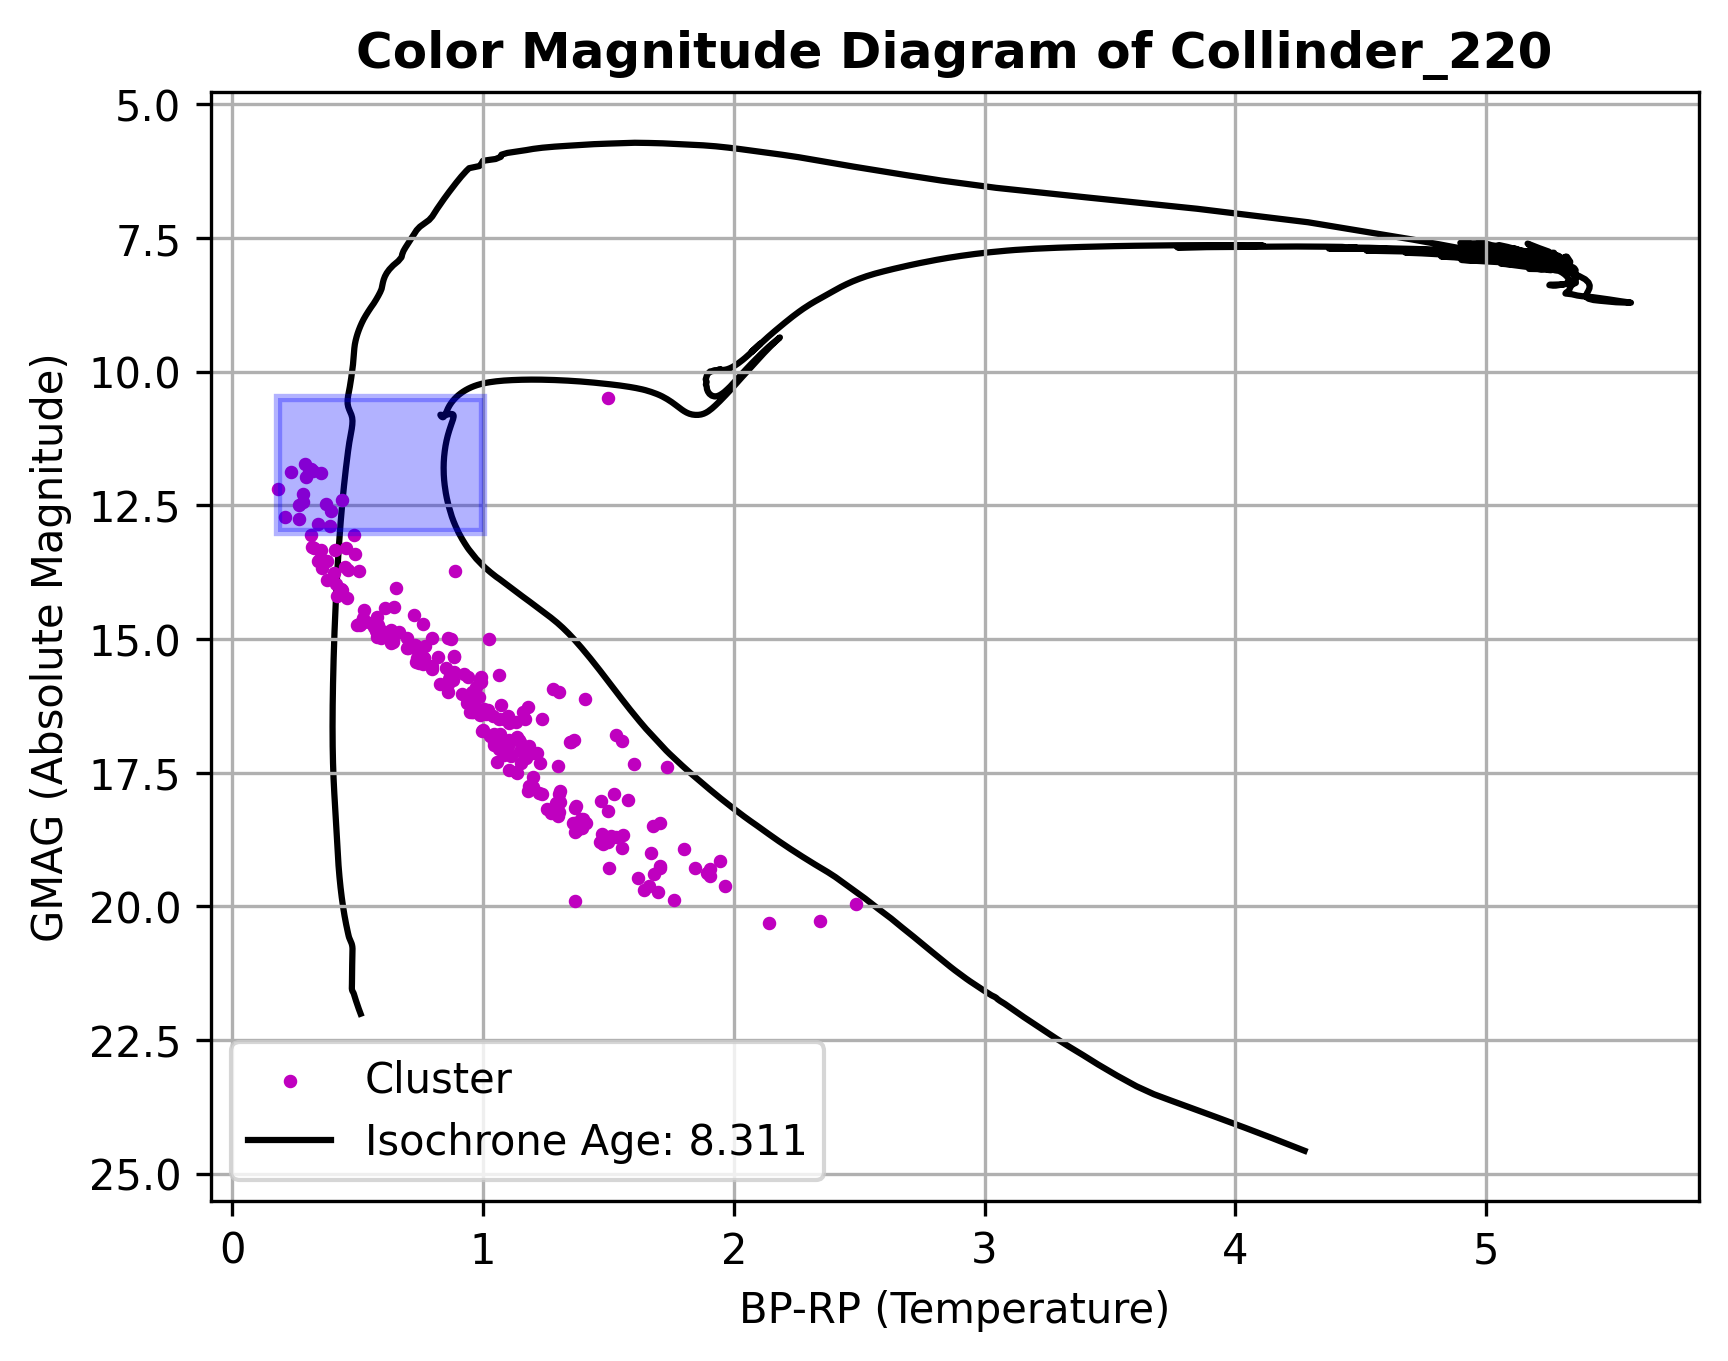 Color Magnitude Diagram of Collinder_220
GMAG (Absolute Magnitude)
5.0
7.5
10.0
12.5
15.0
17.5
20.0
22.5
25.0
Cluster
Isochrone Age: 8.311
0 1 2 3 4 5
BP-RP (Temperature)